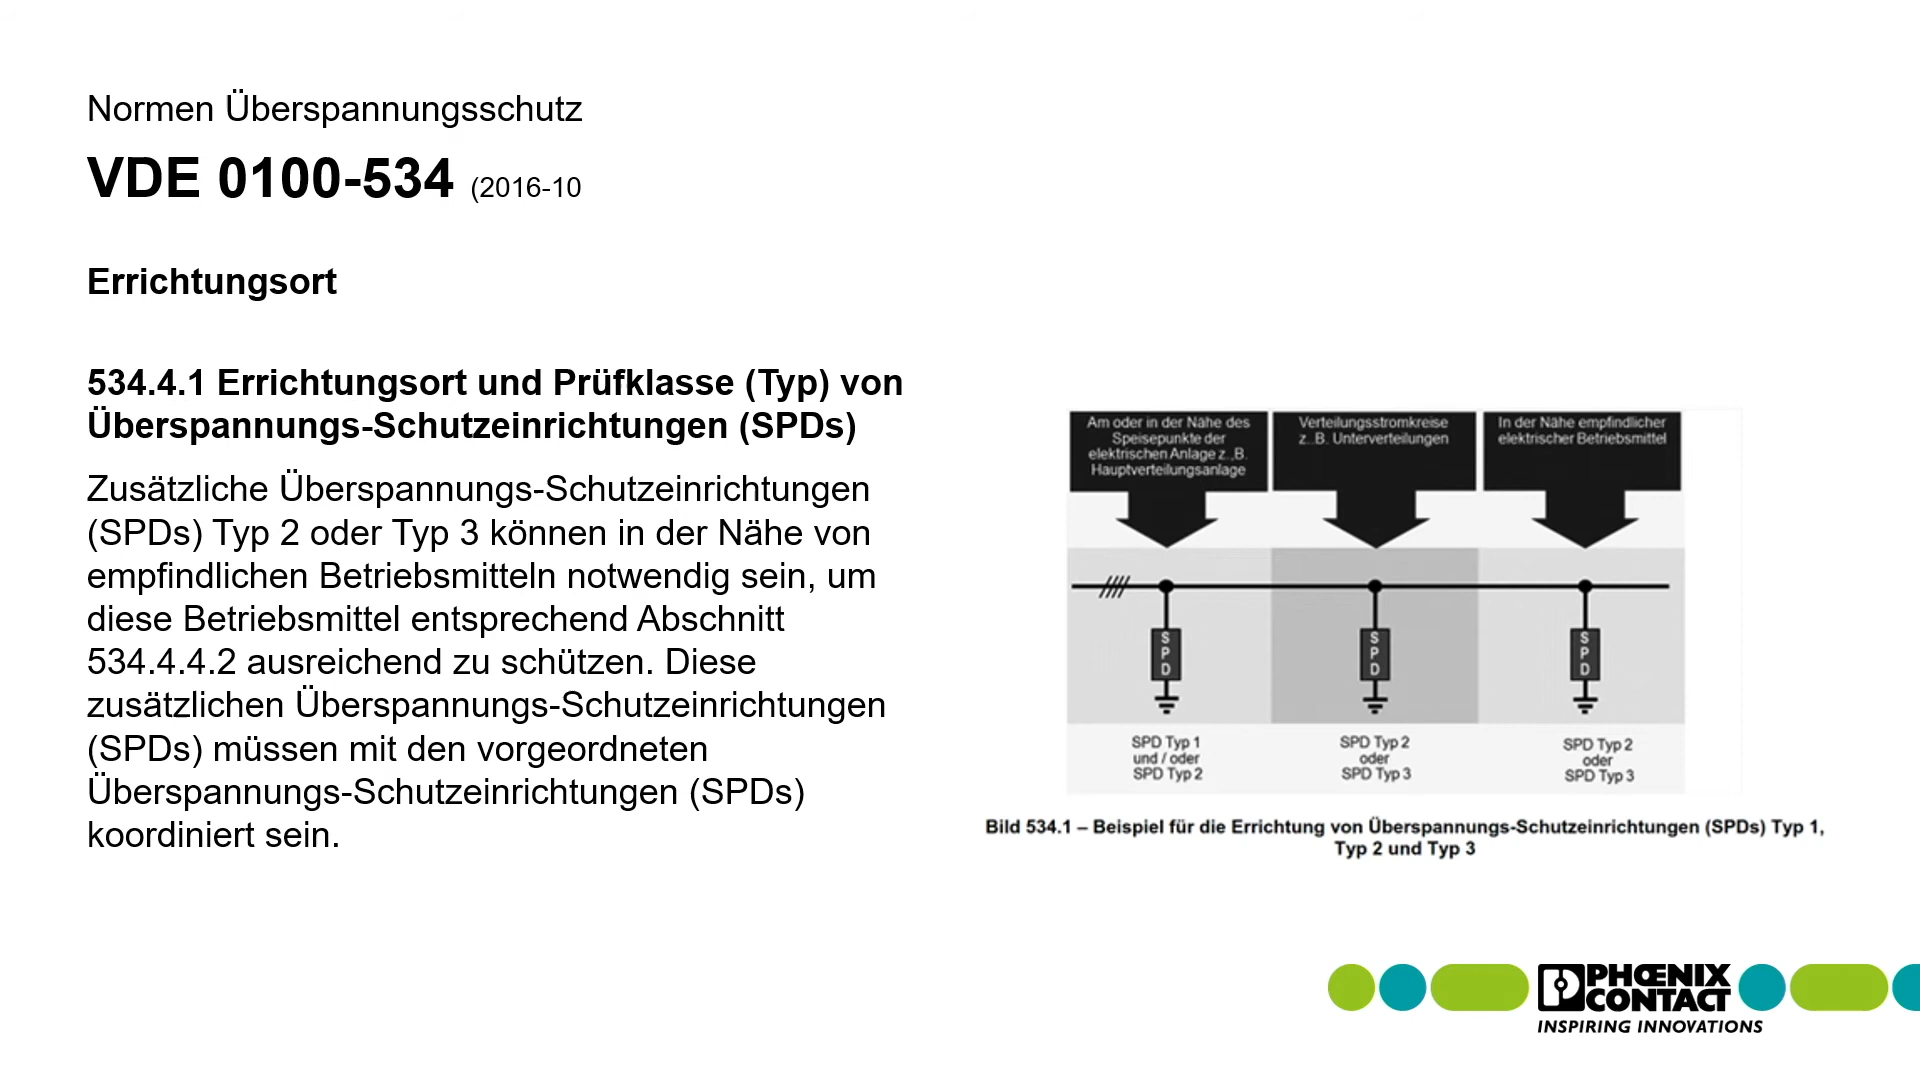 Normen Überspannungsschutz
VDE 0100-534 (2016-10
Errichtungsort
534.4.1 Errichtungsort und Prüfklasse (Typ) von
Überspannungs-Schutzeinrichtungen (SPDs)
Zusätzliche Überspannungs-Schutzeinrichtungen
(SPDs) Typ 2 oder Typ 3 können in der Nähe von
empfindlichen Betriebsmitteln notwendig sein, um
diese Betriebsmittel entsprechend Abschnitt
534.4.4.2 ausreichend zu schützen. Diese
zusätzlichen Überspannungs-Schutzeinrichtungen
(SPDs) müssen mit den vorgeordneten
Überspannungs-Schutzeinrichtungen (SPDs)
koordiniert sein.
Am oder in der Nähe des
Speisepunkte der
elektrischen Anlage z.,B.
Hauptverteilungsanlage
Verteilungsstromkreise
z..B. Unterverteilungen
In der Nähe empfindlicher
elektrischer Betriebsmittel
SPD
SPD
SPD
SPD Typ 1
und / oder
SPD Typ 2
SPD Typ 2
oder
SPD Typ 3
SPD Typ 2
oder
SPD Typ 3
Bild 534.1 – Beispiel für die Errichtung von Überspannungs-Schutzeinrichtungen (SPDs) Typ 1,
Typ 2 und Typ 3
PHŒNIX
CONTACT
INSPIRING INNOVATIONS